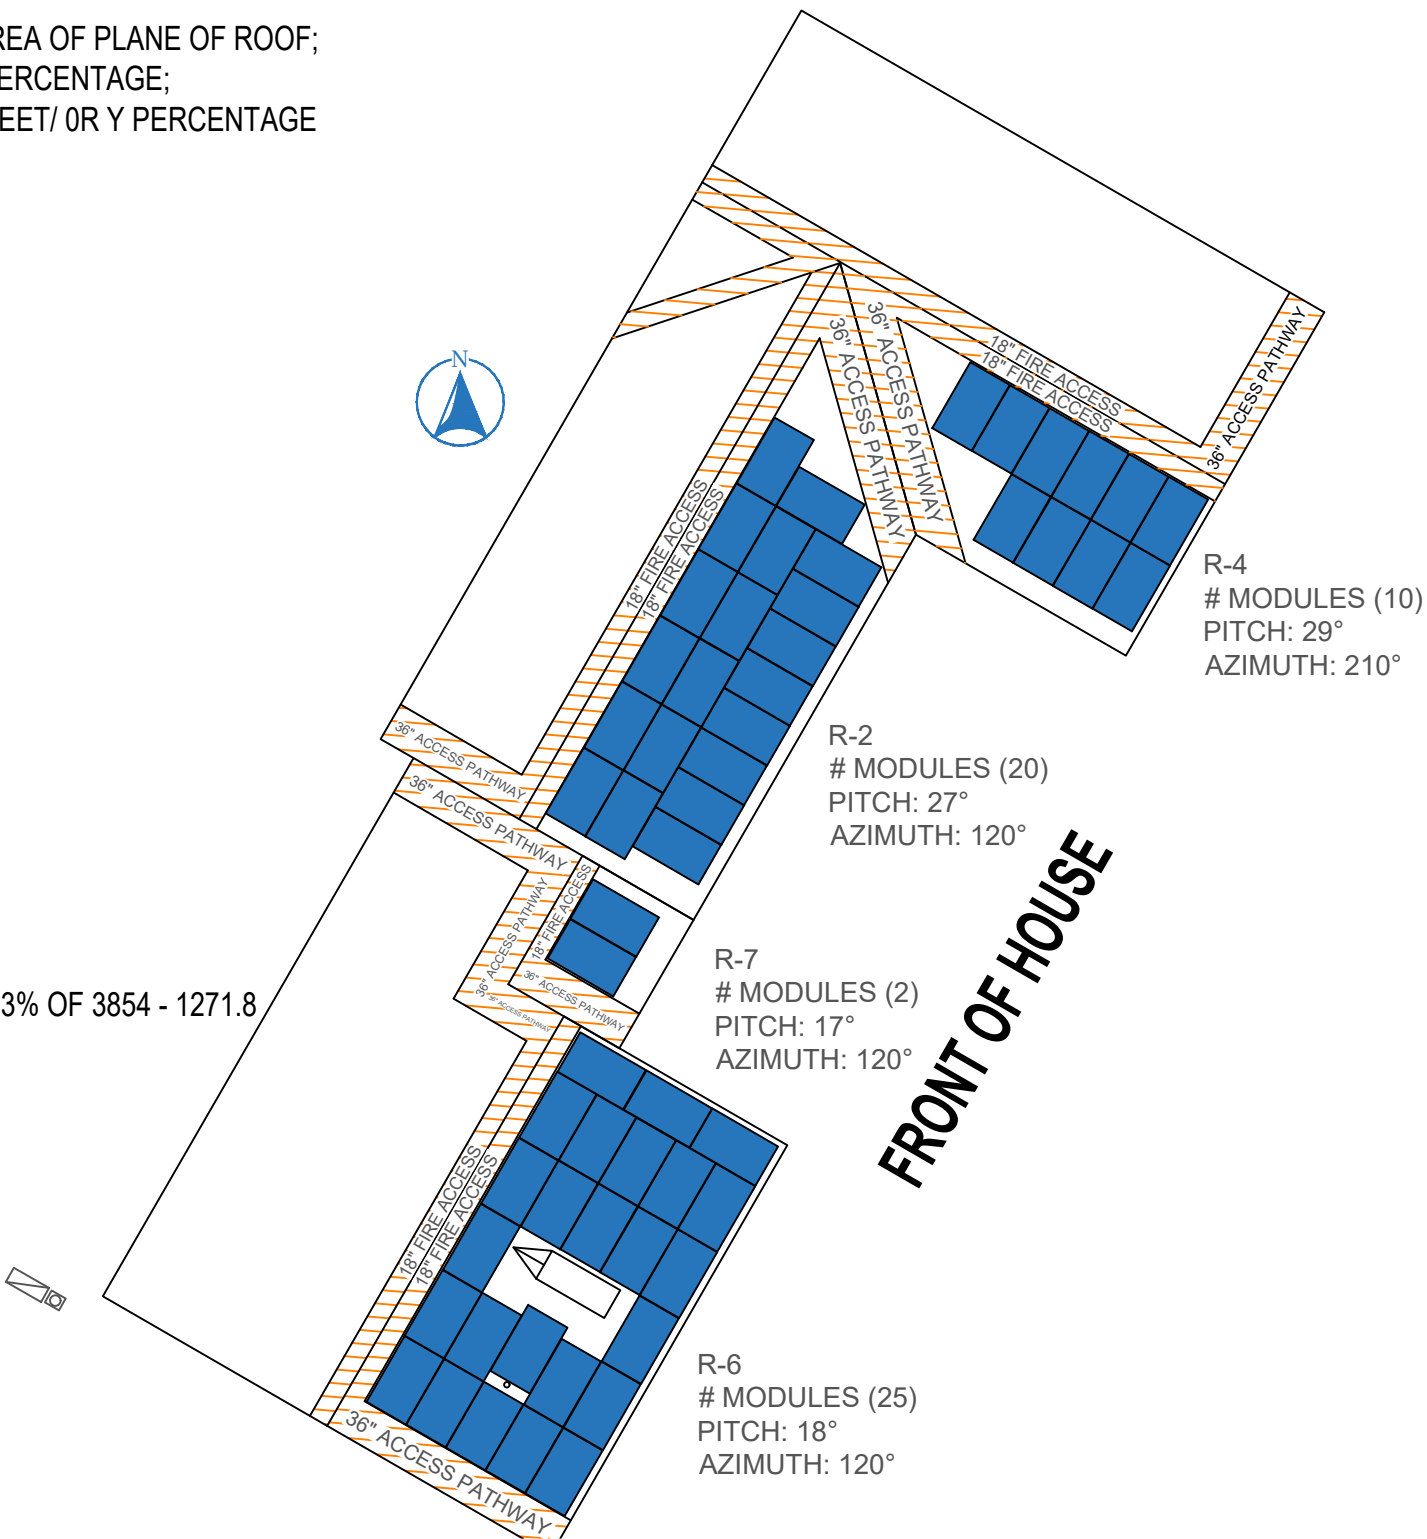 REA OF PLANE OF ROOF;
ERCENTAGE;
EET/ 0R Y PERCENTAGE
N
36" ACCESS PATHWAY
36" ACCESS PATHWAY
18" FIRE ACCESS
18" FIRE ACCESS
36" ACCESS PATHWAY
R-4
# MODULES (10)
PITCH: 29°
AZIMUTH: 210°
18" FIRE ACCESS
18" FIRE ACCESS
36" ACCESS PATHWAY
36" ACCESS PATHWAY
R-2
# MODULES (20)
PITCH: 27°
AZIMUTH: 120°
FRONT OF HOUSE
36" ACCESS PATHWAY
18" FIRE ACCESS
36" ACCESS PATHWAY
36" ACCESS PATHWAY
R-7
# MODULES (2)
PITCH: 17°
AZIMUTH: 120°
3% OF 3854 - 1271.8
18" FIRE ACCESS
18" FIRE ACCESS
36" ACCESS PATHWAY
R-6
# MODULES (25)
PITCH: 18°
AZIMUTH: 120°